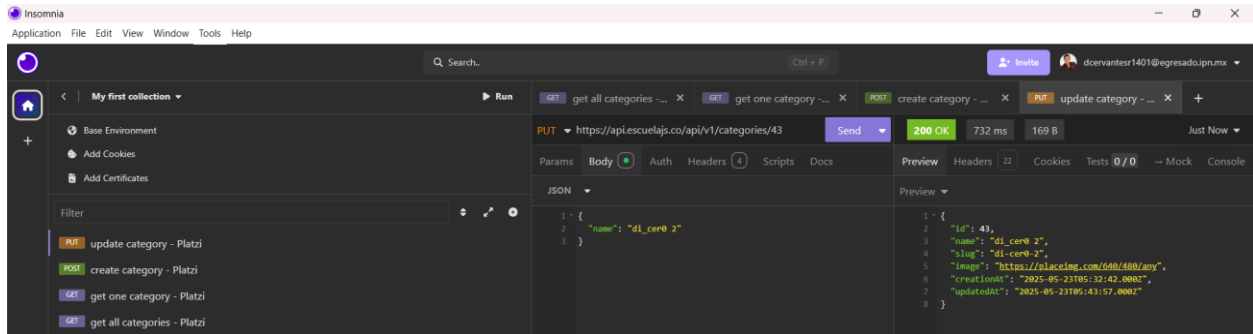 Insomnia
Application File Edit View Window Tools Help
Search.. Ctrl + P Invite dcervantesr1401@egresado.ipn.mx
My first collection Run
Base Environment
Add Cookies
Add Certificates
Filter
PUT update category - Platzi
POST create category - Platzi
GET get one category - Platzi
GET get all categories - Platzi
GET get all categories -... GET get one category -... POST create category - ... PUT update category - ...
PUT https://api.escuelajs.co/api/v1/categories/43 Send
Params Body Auth Headers 4 Scripts Docs
JSON
1 {
2 "name": "di_cer0 2"
3 }
200 OK 732 ms 169 B Just Now
Preview Headers 22 Cookies Tests 0 / 0 → Mock Console
Preview
1 {
2 "id": 43,
3 "name": "di_cer0 2",
4 "slug": "di-cer0-2",
5 "image": "https://placeimg.com/640/480/any",
6 "creationAt": "2025-05-23T05:32:42.000Z",
7 "updatedAt": "2025-05-23T05:43:57.000Z"
8 }